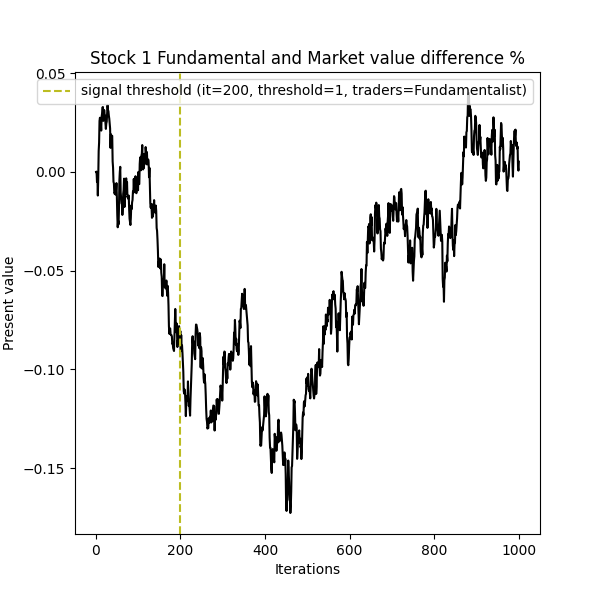 Stock 1 Fundamental and Market value difference %
signal threshold (it=200, threshold=1, traders=Fundamentalist)
0.05
0.00
−0.05
−0.10
−0.15
Present value
0 200 400 600 800 1000
Iterations